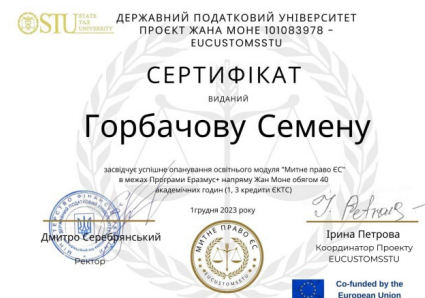 STU STATE TAX UNIVERSITY
ДЕРЖАВНИЙ ПОДАТКОВИЙ УНІВЕРСИТЕТ
ПРОЄКТ ЖАНА МОНЕ 101083978 –
EUCUSTOMSSTU
СЕРТИФІКАТ
ВИДАНИЙ
Горбачову Семену
засвідчує успішне опанування освітнього модуля "Митне право ЄС"
в межах Програми Еразмус+ напряму Жан Моне обсягом 40
академічних годин (1, 3 кредити ЄКТС)
1грудня 2023 року
Дмитро Серебрянський
Ректор
МИТНЕ ПРАВО ЄС
EUCUSTOMSSTU
Ірина Петрова
Координатор Проекту
EUCUSTOMSSTU
Co-funded by the
European Union